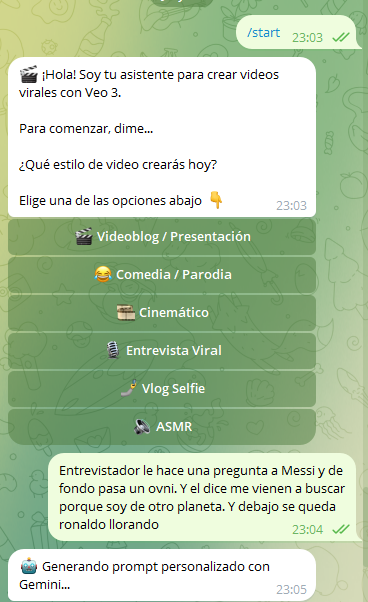 /start 23:03
🎬 ¡Hola! Soy tu asistente para crear videos
virales con Veo 3.
Para comenzar, dime...
¿Qué estilo de video crearás hoy?
Elige una de las opciones abajo 👇 23:03
🎬 Videoblog / Presentación
😂 Comedia / Parodia
Cinemático
🎙️ Entrevista Viral
🤳 Vlog Selfie
🔊 ASMR
Entrevistador le hace una pregunta a Messi y de
fondo pasa un ovni. Y el dice me vienen a buscar
porque soy de otro planeta. Y debajo se queda
ronaldo llorando
23:04
🤖 Generando prompt personalizado con
Gemini... 23:05